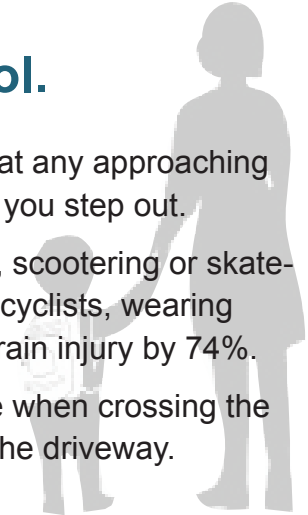 ol.
at any approaching
you step out.
, scootering or skate-
cyclists, wearing
rain injury by 74%.
e when crossing the
he driveway.